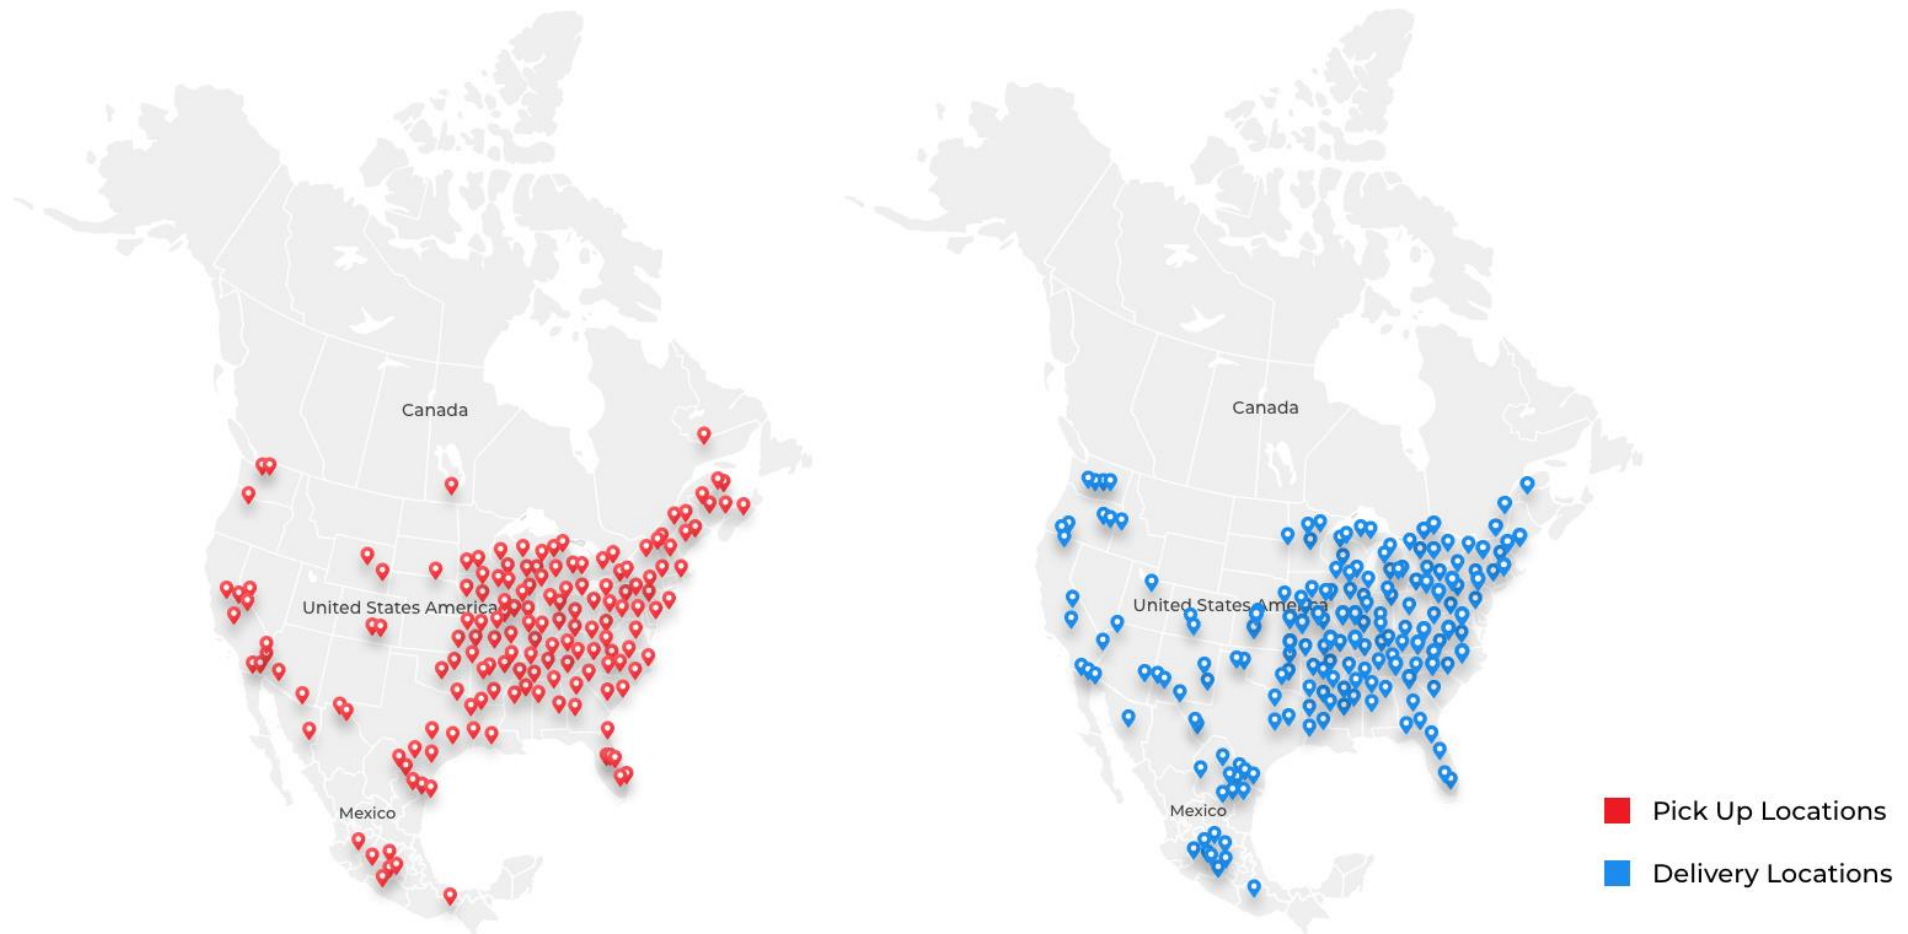 Canada
United States America
Mexico
Canada
United States America
Mexico
Pick Up Locations
Delivery Locations